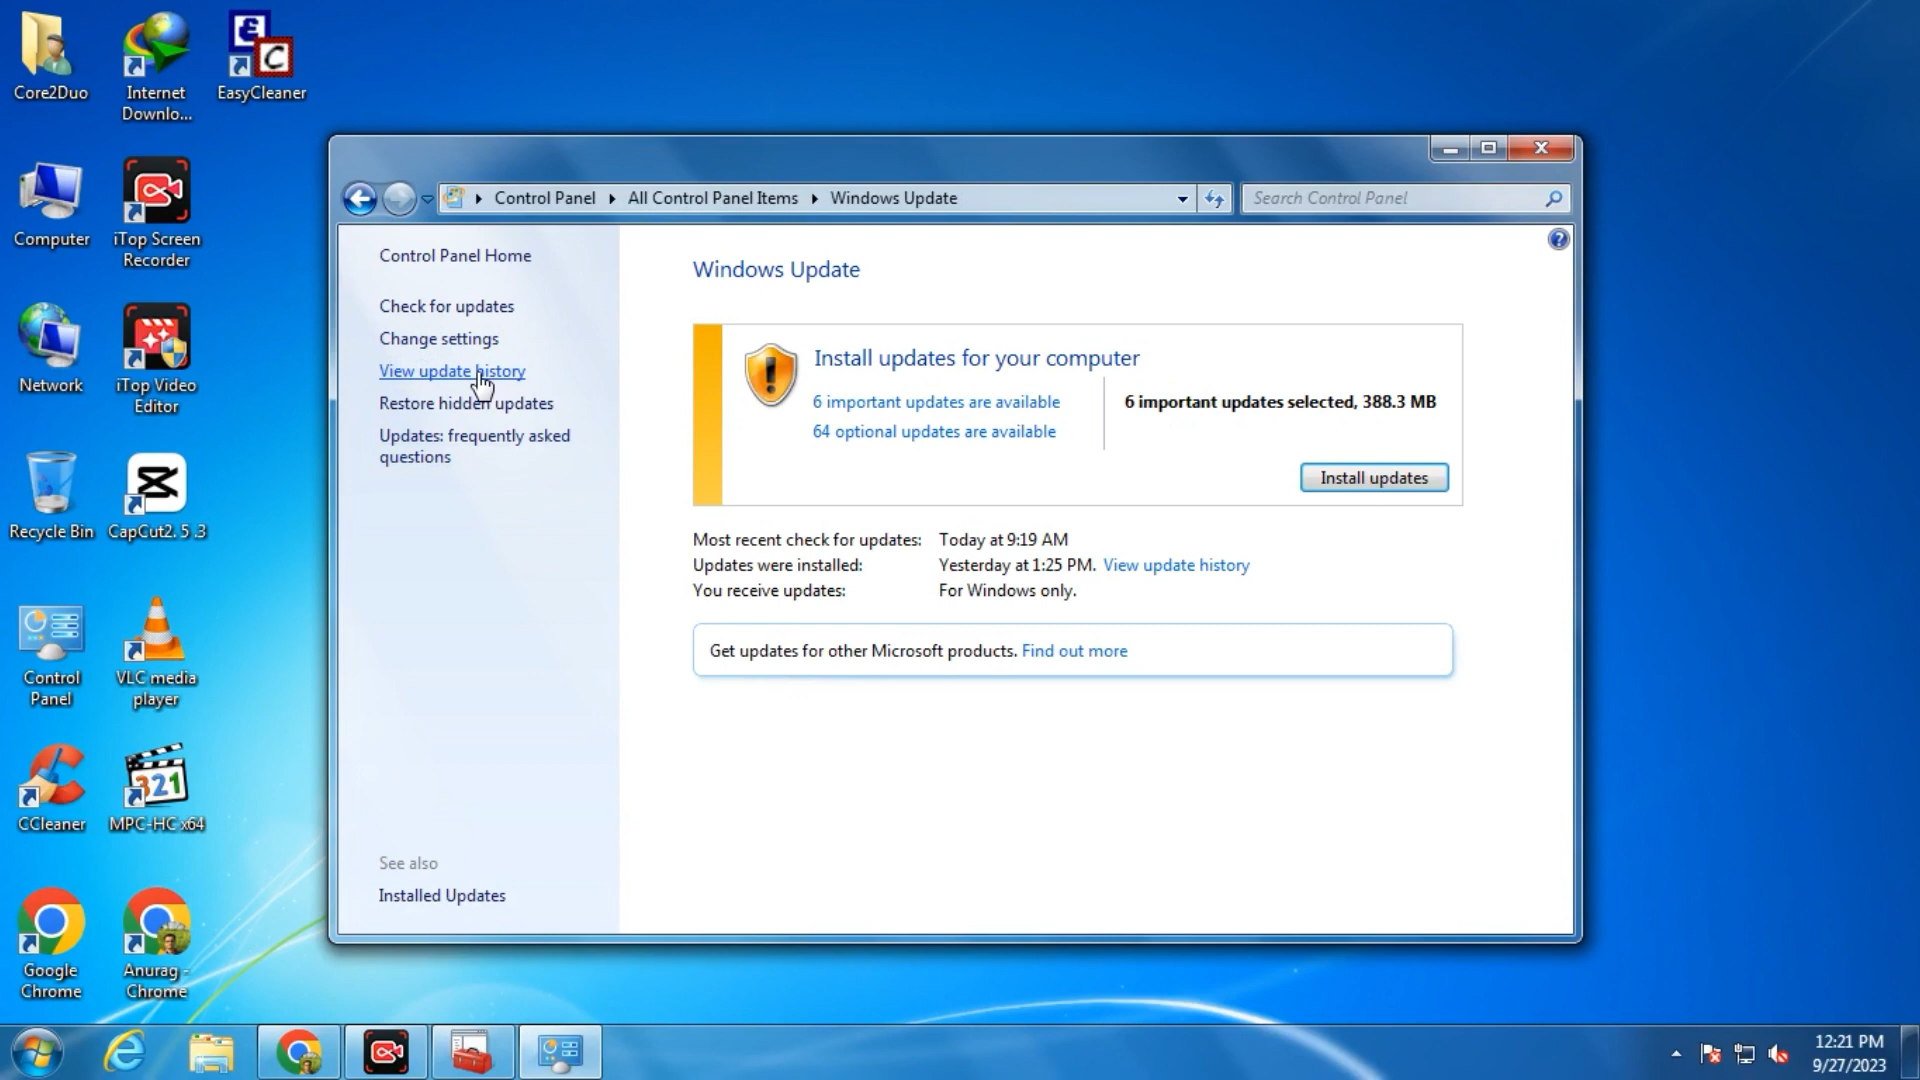 Core2Duo
Internet
Downlo...
EasyCleaner
Computer
iTop Screen
Recorder
Network
iTop Video
Editor
Recycle Bin
CapCut2. 5 .3
Control
Panel
VLC media
player
CCleaner
321
MPC-HC x64
Google
Chrome
Anurag -
Chrome
Control Panel
All Control Panel Items
Windows Update
Search Control Panel
Control Panel Home
Check for updates
Change settings
View update history
Restore hidden updates
Updates: frequently asked
questions
See also
Installed Updates
Windows Update
Install updates for your computer
6 important updates are available
64 optional updates are available
6 important updates selected, 388.3 MB
Install updates
Most recent check for updates: Today at 9:19 AM
Updates were installed: Yesterday at 1:25 PM. View update history
You receive updates: For Windows only.
Get updates for other Microsoft products. Find out more
12:21 PM
9/27/2023